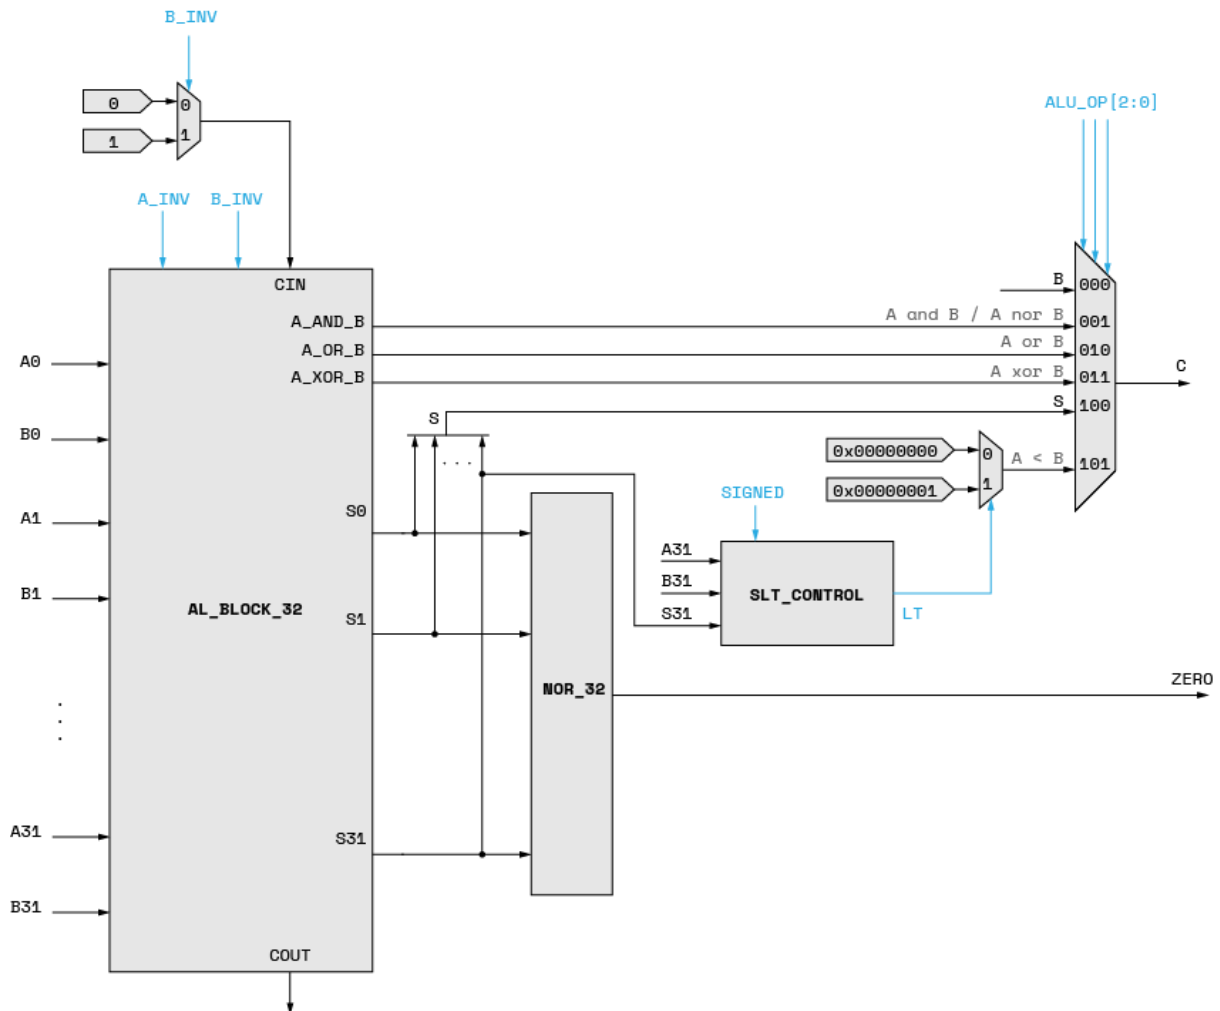 B_INV
0
0
1
1
ALU_OP[2:0]
A_INV
B_INV
CIN
A_AND_B
A_OR_B
A_XOR_B
B
000
A and B / A nor B
001
A or B
010
A xor B
011
S
100
C
A0
B0
A1
B1
.
.
.
A31
B31
AL_BLOCK_32
S
...
S0
S1
S31
COUT
NOR_32
0x00000000
0
0x00000001
1
A < B
101
SIGNED
A31
B31
S31
SLT_CONTROL
LT
ZERO